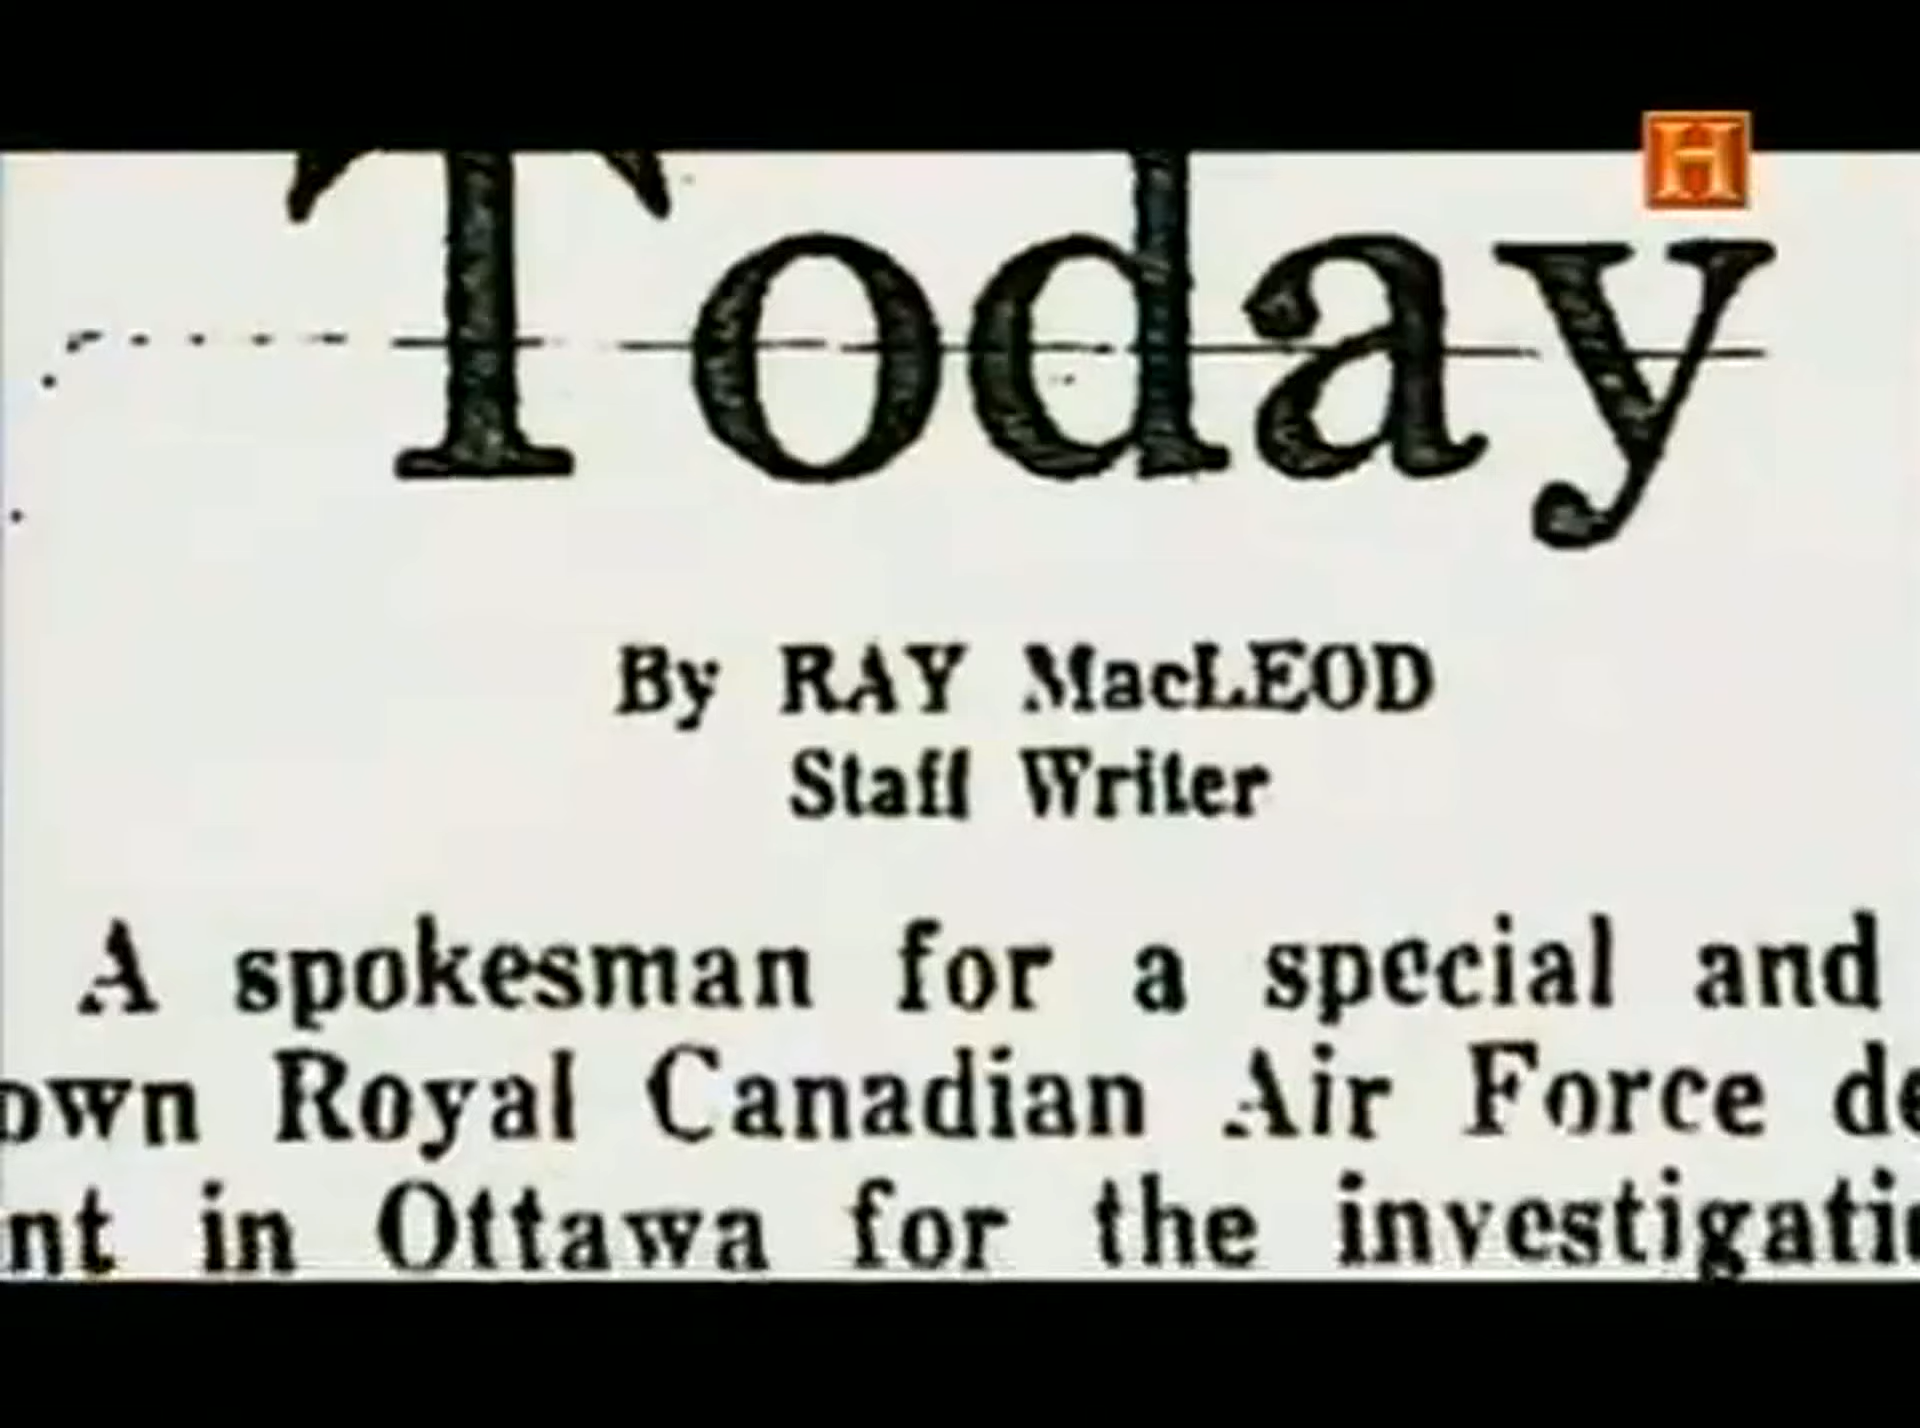 H
Today
By RAY MacLEOD
Staff Writer
A spokesman for a special and
own Royal Canadian Air Force de
nt in Ottawa for the investigati